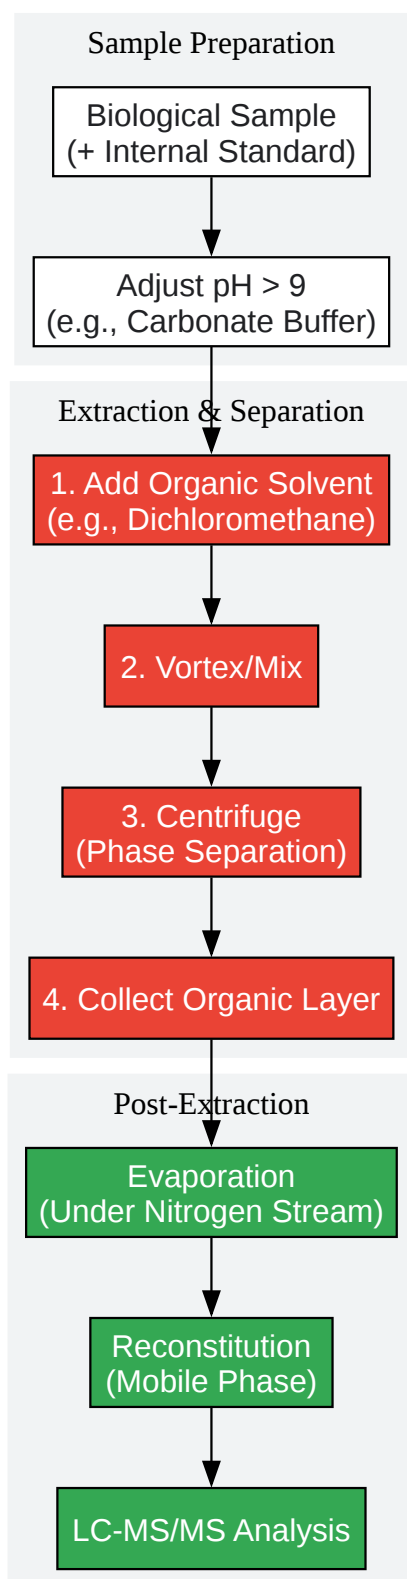 Sample Preparation
Biological Sample
(+ Internal Standard)
Adjust pH > 9
(e.g., Carbonate Buffer)
Extraction & Separation
1. Add Organic Solvent
(e.g., Dichloromethane)
2. Vortex/Mix
3. Centrifuge
(Phase Separation)
4. Collect Organic Layer
Post-Extraction
Evaporation
(Under Nitrogen Stream)
Reconstitution
(Mobile Phase)
LC-MS/MS Analysis